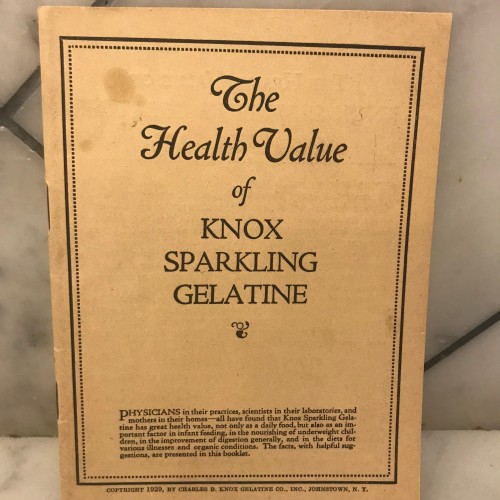 The
Health Value
of
KNOX
SPARKLING
GELATINE
PHYSICIANS in their practices, scientists in their laboratories, and
mothers in their homes—all have found that Knox Sparkling Gela-
tine has great health value, not only as a daily food, but also as an im-
portant factor in infant feeding, in the nourishing of underweight chil-
dren, in the improvement of digestion generally, and in the diets for
various illnesses and organic conditions. The facts, with helpful sug-
gestions, are presented in this booklet.
COPYRIGHT 1929, BY CHARLES B. KNOX GELATINE CO., INC., JOHNSTOWN, N. Y.